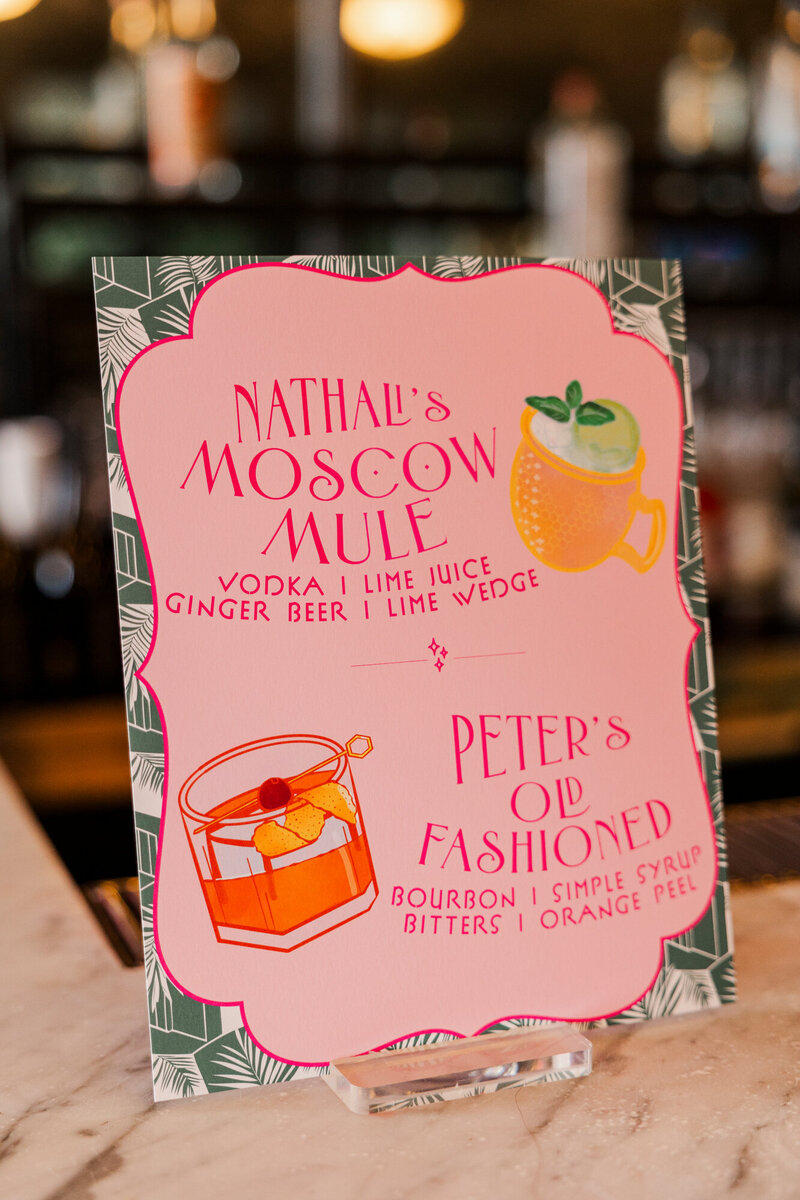 NATHALI'S
MOSCOW
MULE
VODKA | LIME JUICE
GINGER BEER | LIME WEDGE
PETER'S
OLD
FASHIONED
BOURBON | SIMPLE SYRUP
BITTERS | ORANGE PEEL